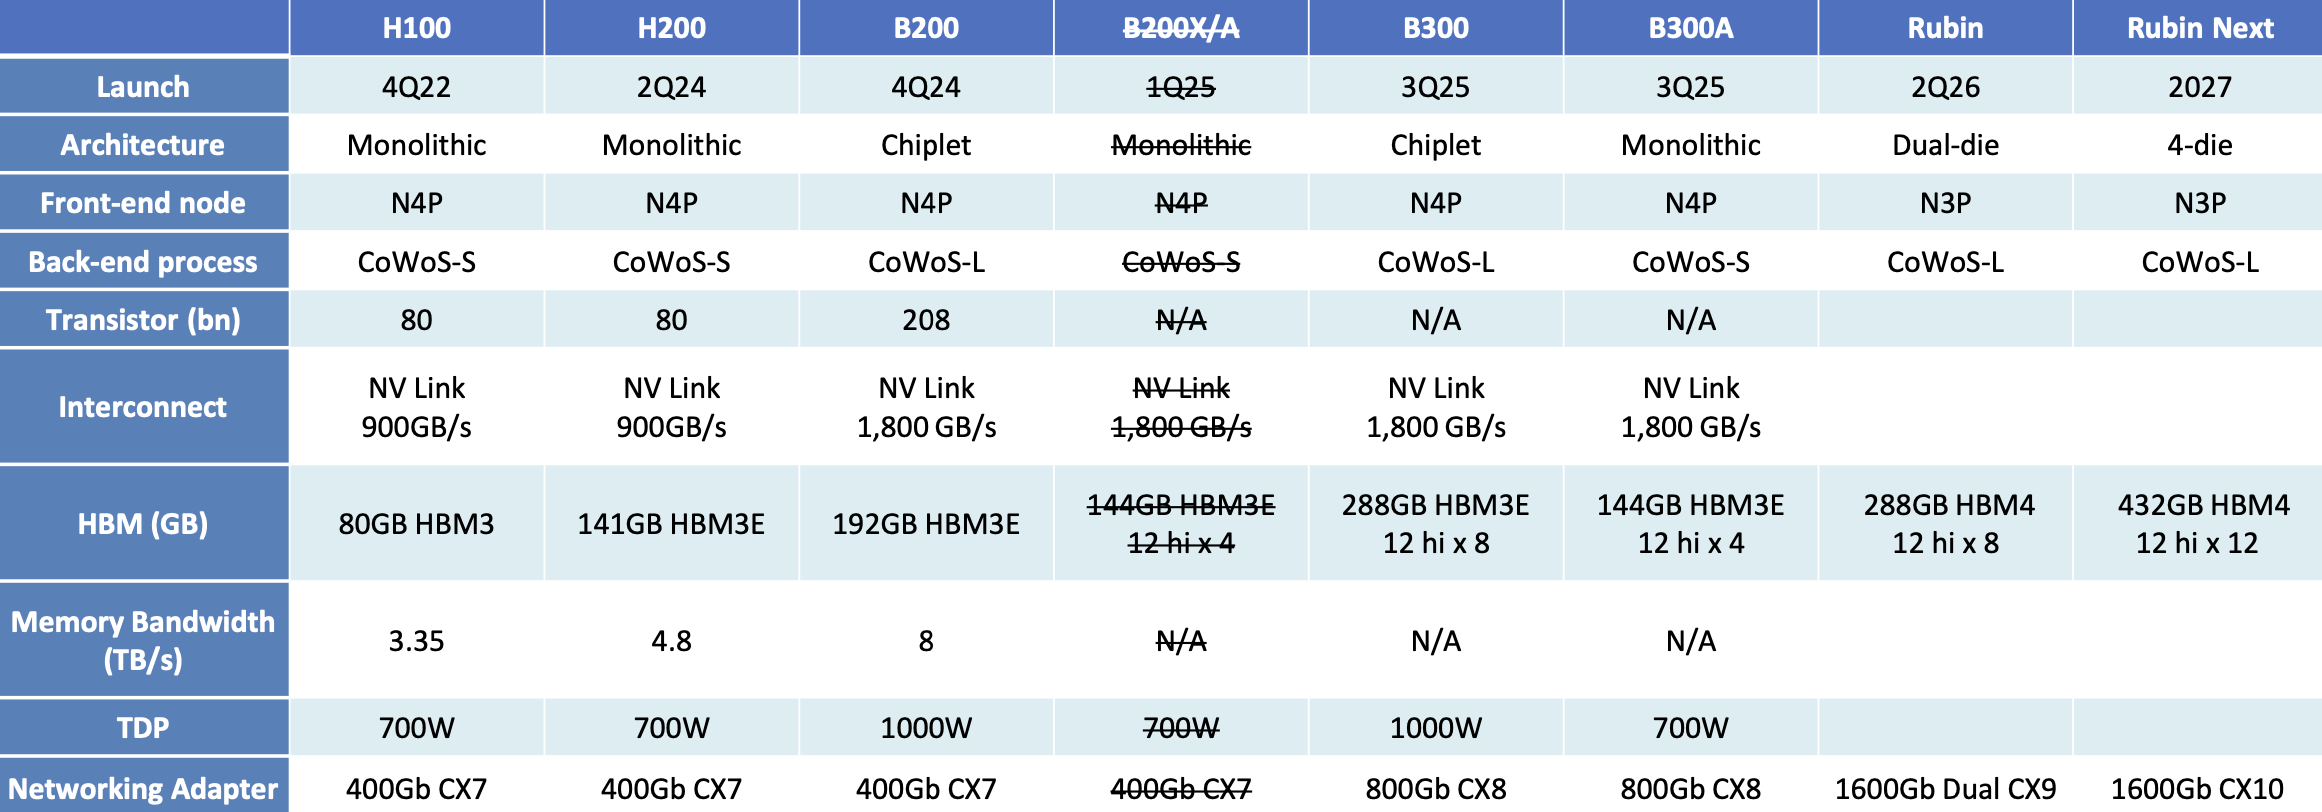 H100 H200 B200 B200X/A B300 B300A Rubin Rubin Next
Launch 4Q22 2Q24 4Q24 1Q25 3Q25 3Q25 2Q26 2027
Architecture Monolithic Monolithic Chiplet Monolithic Chiplet Monolithic Dual-die 4-die
Front-end node N4P N4P N4P N4P N4P N4P N3P N3P
Back-end process CoWoS-S CoWoS-S CoWoS-L CoWoS-S CoWoS-L CoWoS-S CoWoS-L CoWoS-L
Transistor (bn) 80 80 208 N/A N/A N/A
Interconnect
NV Link NV Link NV Link NV Link NV Link NV Link
900GB/s 900GB/s 1,800 GB/s 1,800 GB/s 1,800 GB/s 1,800 GB/s
HBM (GB) 80GB HBM3 141GB HBM3E 192GB HBM3E
144GB HBM3E 288GB HBM3E 144GB HBM3E 288GB HBM4 432GB HBM4
12 hi x 4 12 hi x 8 12 hi x 4 12 hi x 8 12 hi x 12
Memory Bandwidth
(TB/s)
3.35 4.8 8 N/A N/A N/A
TDP 700W 700W 1000W 700W 1000W 700W
Networking Adapter 400Gb CX7 400Gb CX7 400Gb CX7 400Gb CX7 800Gb CX8 800Gb CX8 1600Gb Dual CX9 1600Gb CX10